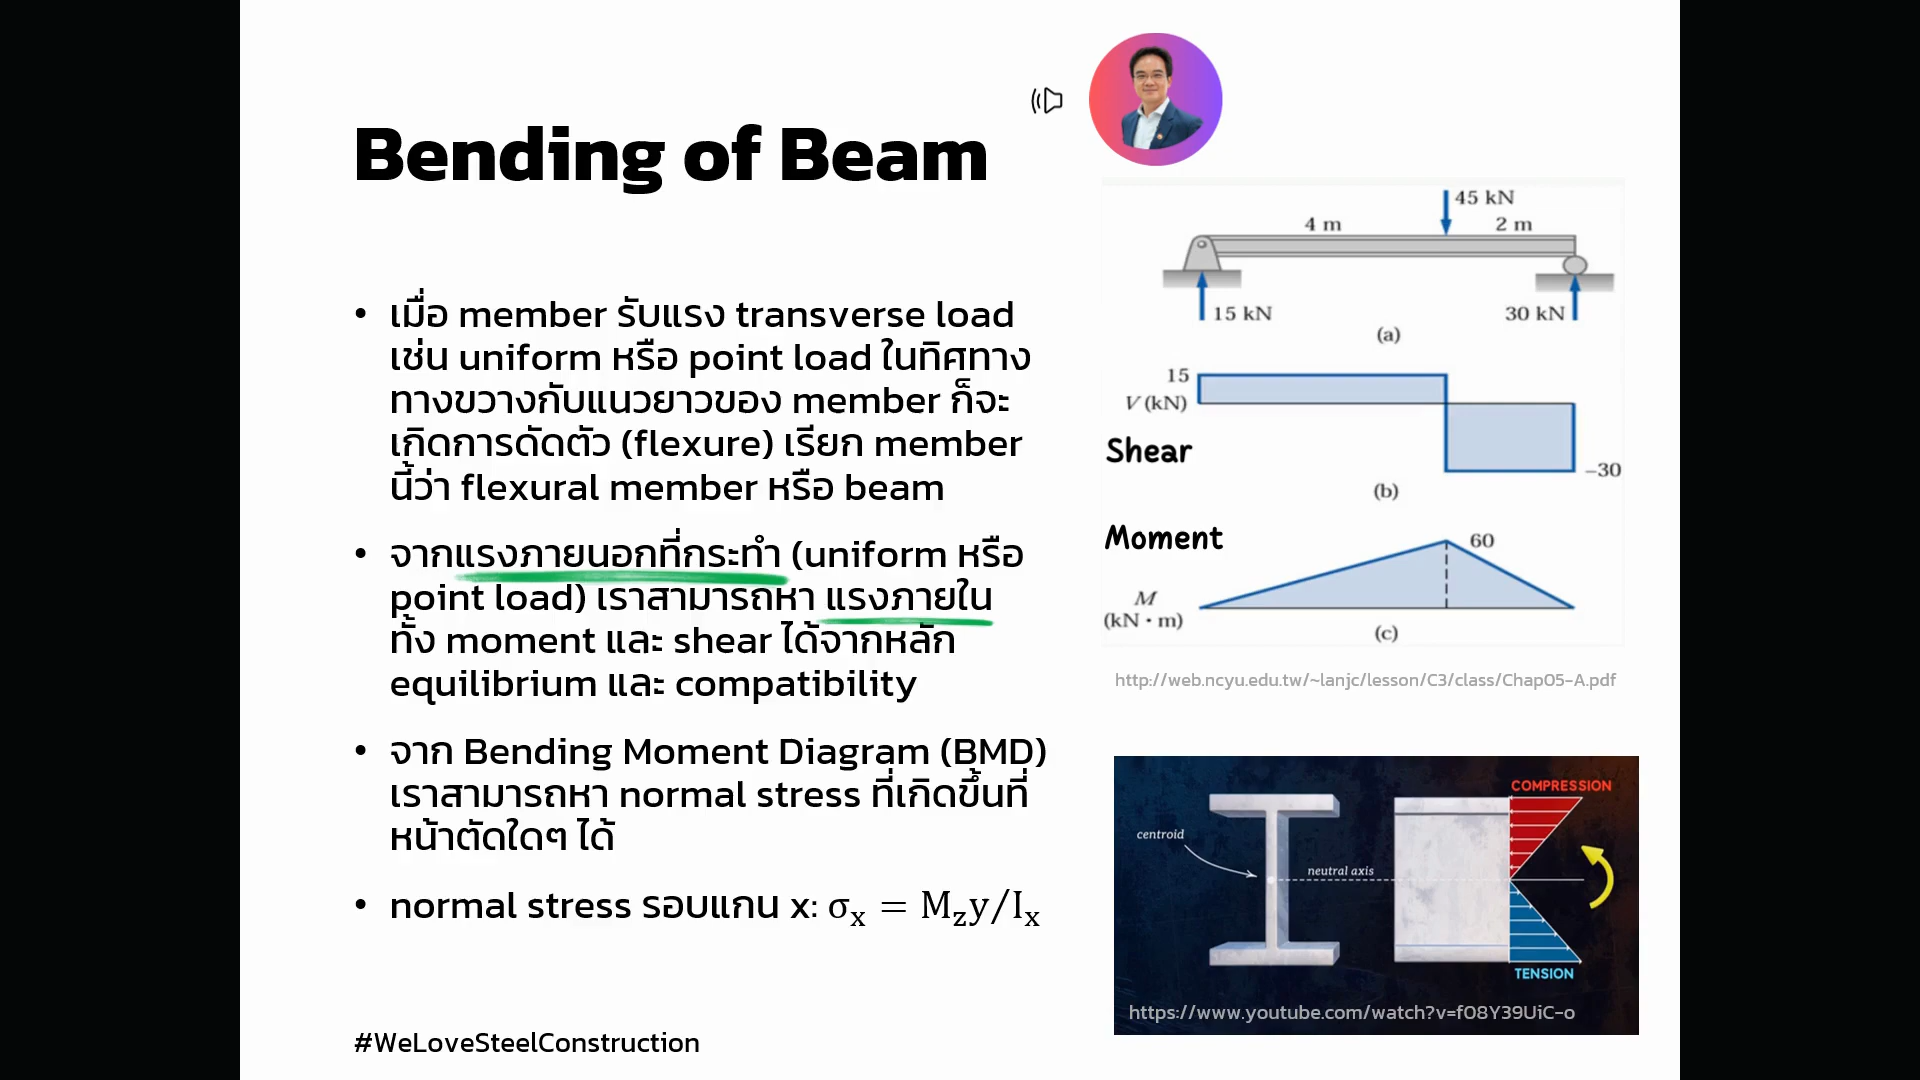 Bending of Beam
• เมื่อ member รับแรง transverse load
เช่น uniform หรือ point load ในทิศทาง
ทางขวางกับแนวยาวของ member ก็จะ
เกิดการดัดตัว (flexure) เรียก member
นี้ว่า flexural member หรือ beam
• จากแรงภายนอกที่กระทำ (uniform หรือ
point load) เราสามารถหา แรงภายใน
ทั้ง moment และ shear ได้จากหลัก
equilibrium และ compatibility
• จาก Bending Moment Diagram (BMD)
เราสามารถหา normal stress ที่เกิดขึ้นที่
หน้าตัดใดๆ ได้
• normal stress รอบแกน x: σₓ = M_z y/Iₓ
#WeLoveSteelConstruction
45 kN
4 m
2 m
15 kN
30 kN
(a)
15
V (kN)
Shear
–30
(b)
Moment
60
M
(kN • m)
(c)
http://web.ncyu.edu.tw/~lanjc/lesson/C3/class/Chap05-A.pdf
COMPRESSION
centroid
neutral axis
TENSION
https://www.youtube.com/watch?v=f08Y39UiC-o